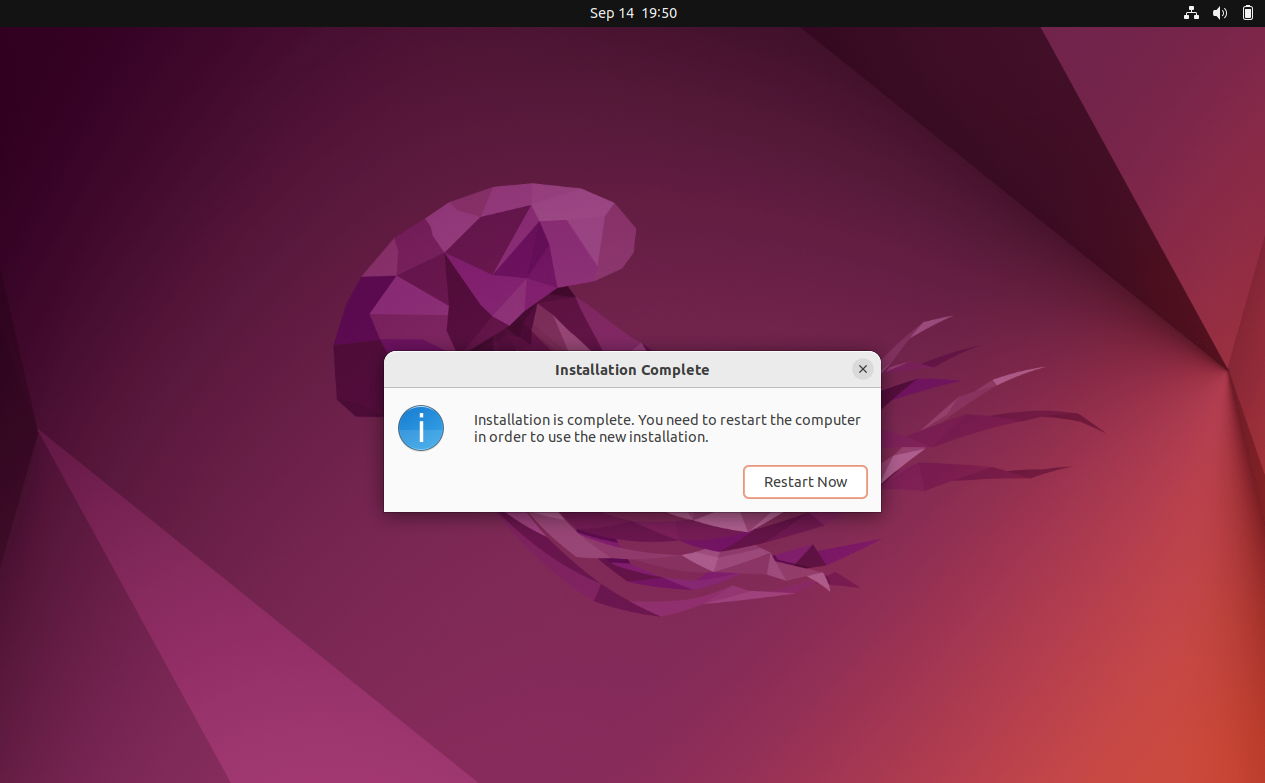 Sep 14 19:50
Installation Complete
Installation is complete. You need to restart the computer
in order to use the new installation.
Restart Now